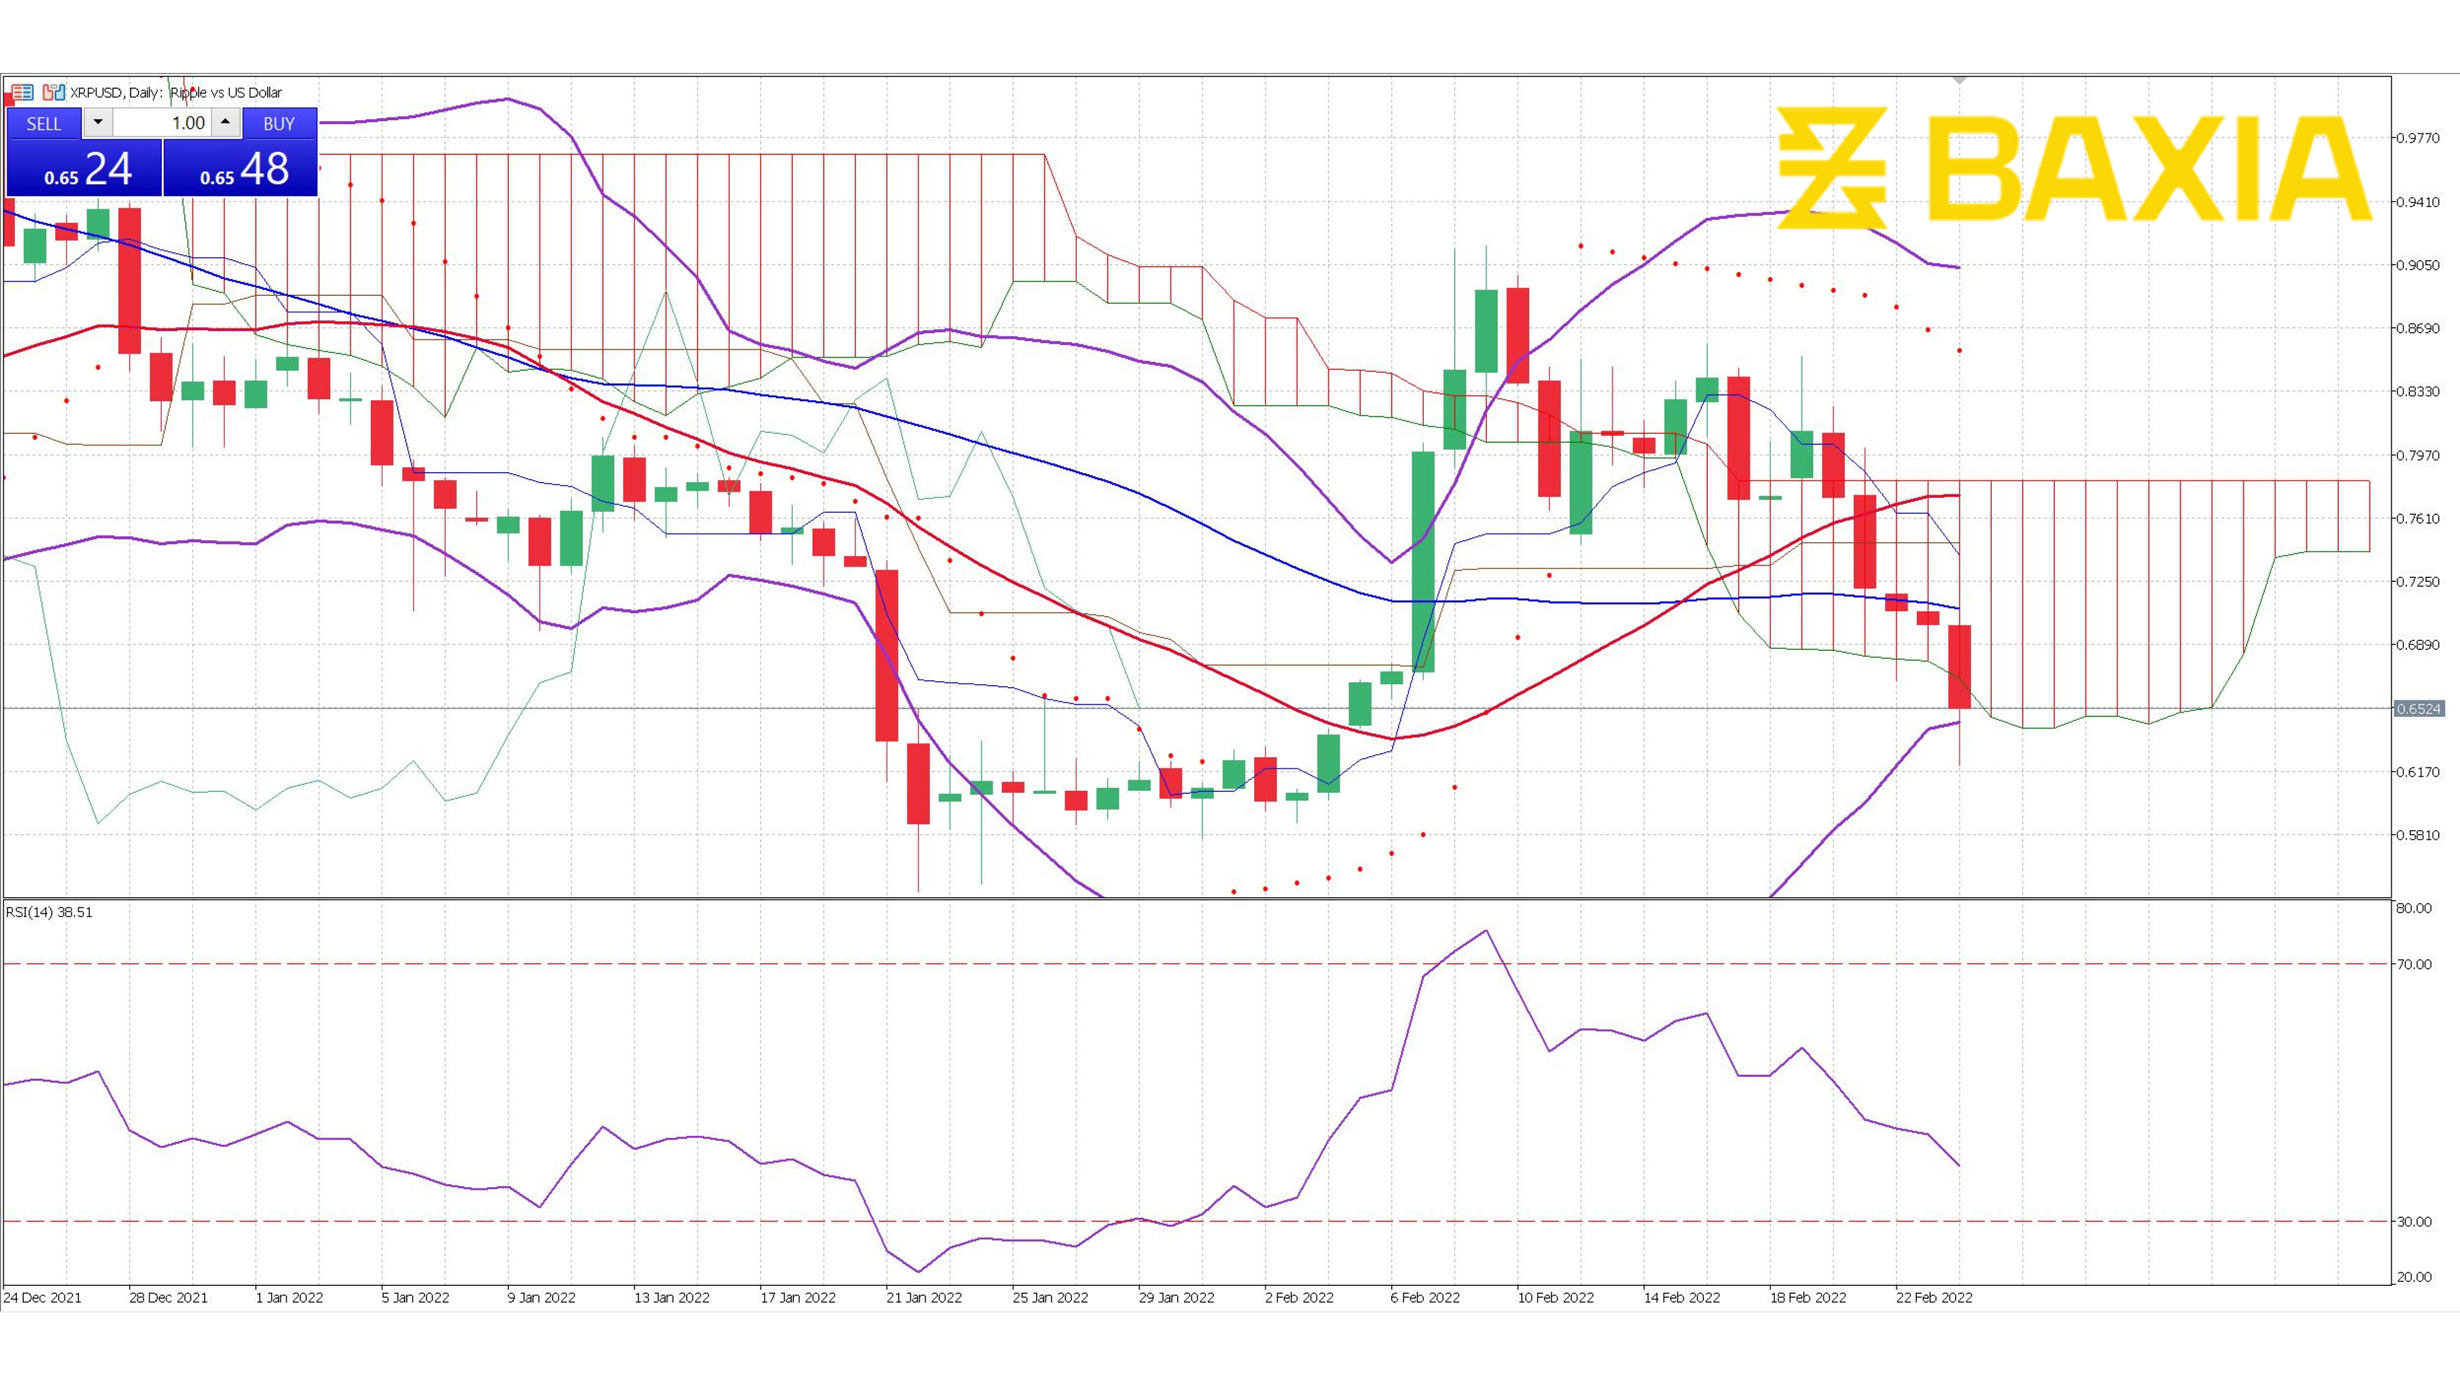 XRPUSD, Daily: Ripple vs US Dollar
SELL 1.00 BUY
0.65 24 0.65 48
BAXIA
0.9770
0.9410
0.9050
0.8690
0.8330
0.7970
0.7610
0.7250
0.6890
0.6524
0.6170
0.5810
RSI(14) 38.51
80.00
70.00
30.00
20.00
24 Dec 2021 28 Dec 2021 1 Jan 2022 5 Jan 2022 9 Jan 2022 13 Jan 2022 17 Jan 2022 21 Jan 2022 25 Jan 2022 29 Jan 2022 2 Feb 2022 6 Feb 2022 10 Feb 2022 14 Feb 2022 18 Feb 2022 22 Feb 2022